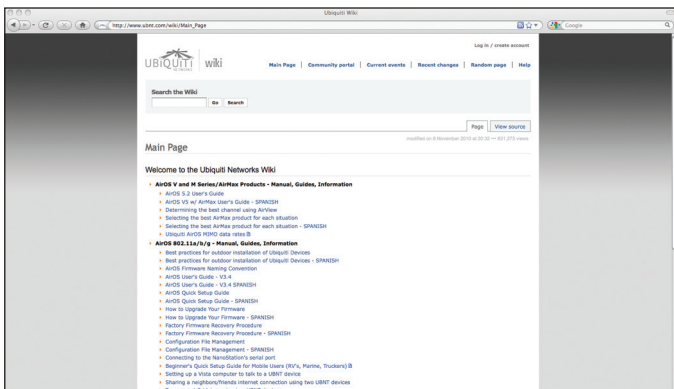 Ubiquiti Wiki
http://www.ubnt.com/wiki/Main_Page
Google
Log in / create account
UBIQUITI
NETWORKS
wiki
Main Page | Community portal | Current events | Recent changes | Random page | Help
Search the Wiki
Go Search
Page View source
modified on 8 November 2010 at
views
Main Page
Welcome to the Ubiquiti Networks Wiki
AirOS V and M Series/AirMax Products - Manual, Guides, Information
AirOS 5.2 User's Guide
AirOS V5 w/ AirMax User's Guide - SPANISH
Determining the best channel using AirView
Selecting the best AirMax product for each situation
Selecting the best AirMax product for each situation - SPANISH
Ubiquiti AirOS MIMO data rates
AirOS 802.11a/b/g - Manual, Guides, Information
Best practices for outdoor installation of Ubiquiti Devices
Best practices for outdoor installation of Ubiquiti Devices - SPANISH
AirOS Firmware Naming Convention
AirOS User's Guide - V3.4
AirOS User's Guide - V3.4 SPANISH
AirOS Quick Setup Guide
AirOS Quick Setup Guide - SPANISH
How to Upgrade Your Firmware
How to Upgrade Your Firmware - SPANISH
Factory Firmware Recovery Procedure
Factory Firmware Recovery Procedure - SPANISH
Configuration File Management
Configuration File Management - SPANISH
Connecting to the NanoStation's serial port
Beginner's Quick Setup Guide for Mobile Users (RV's, Marine, Truckers)
Setting up a Vista computer to talk to a UBNT device
Sharing a neighbors/friends internet connection using two UBNT devices